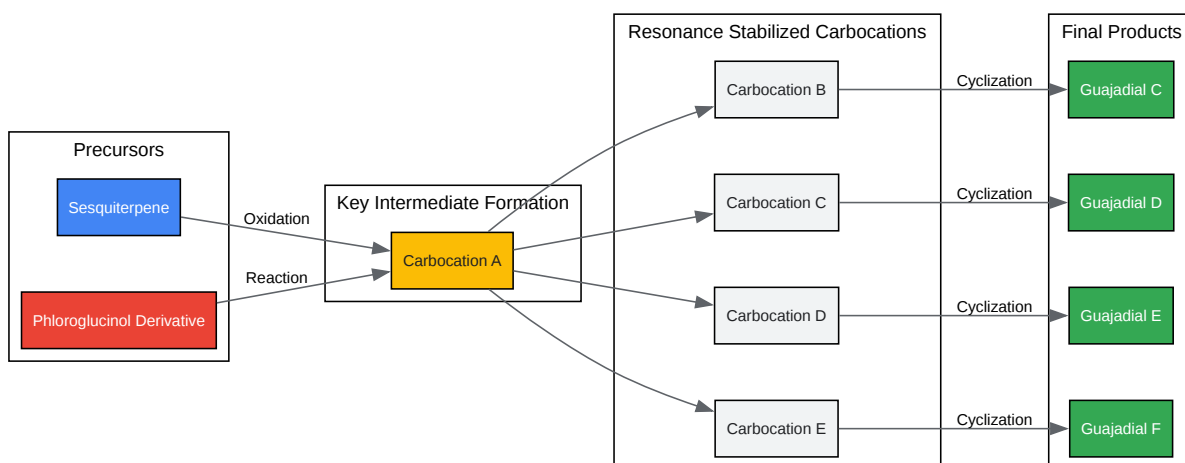 Precursors
Sesquiterpene
Phloroglucinol Derivative
Oxidation
Reaction
Key Intermediate Formation
Carbocation A
Resonance Stabilized Carbocations
Carbocation B
Carbocation C
Carbocation D
Carbocation E
Cyclization
Cyclization
Cyclization
Cyclization
Final Products
Guajadial C
Guajadial D
Guajadial E
Guajadial F